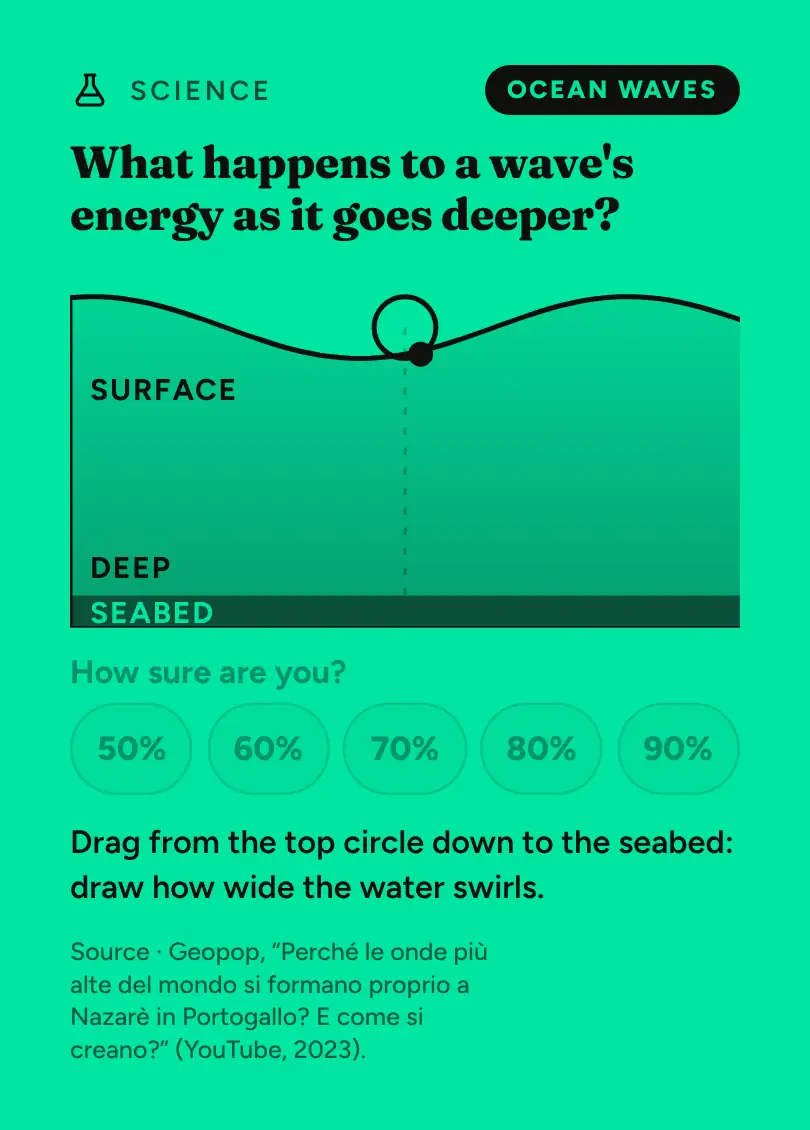 SCIENCE
OCEAN WAVES
What happens to a wave's
energy as it goes deeper?
SURFACE
DEEP
SEABED
How sure are you?
50% 60% 70% 80% 90%
Drag from the top circle down to the seabed:
draw how wide the water swirls.
Source · Geopop, “Perché le onde più
alte del mondo si formano proprio a
Nazarè in Portogallo? E come si
creano?” (YouTube, 2023).